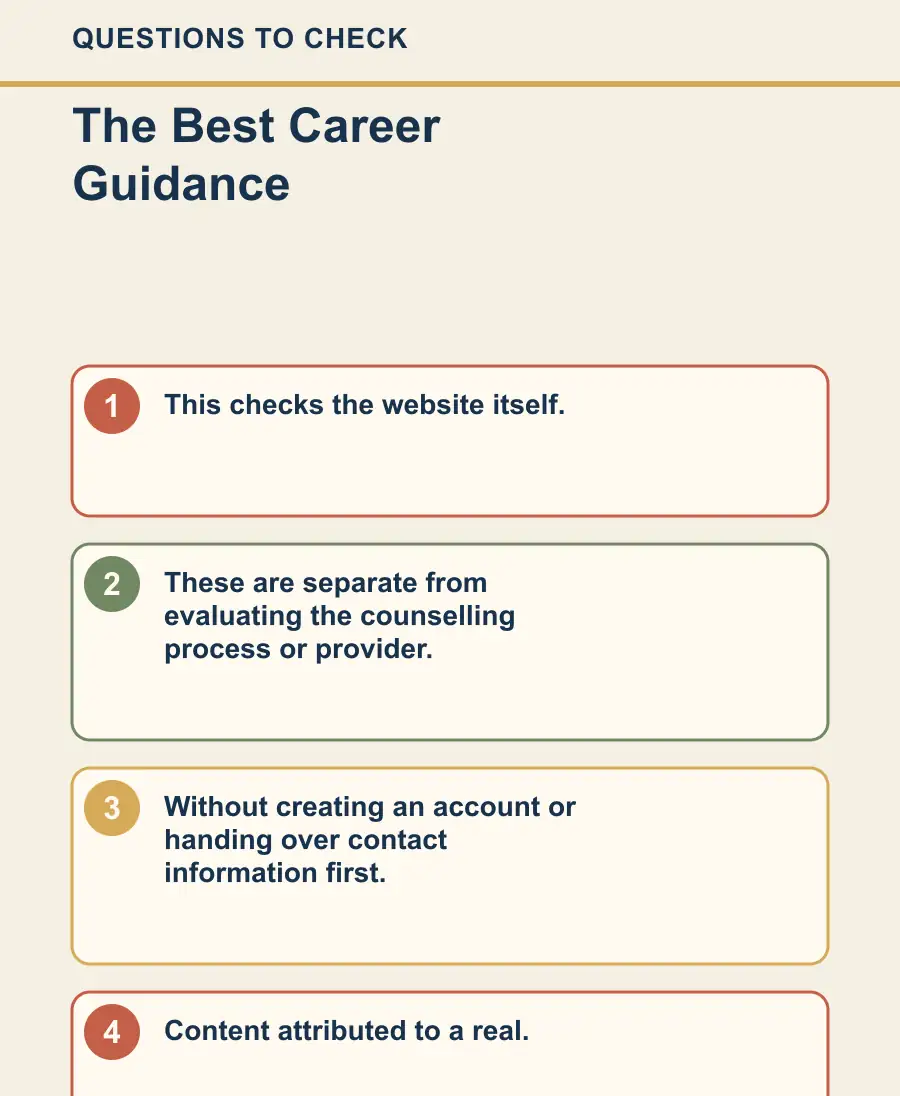 QUESTIONS TO CHECK
The Best Career
Guidance
1
This checks the website itself.
2
These are separate from
evaluating the counselling
process or provider.
3
Without creating an account or
handing over contact
information first.
4
Content attributed to a real.